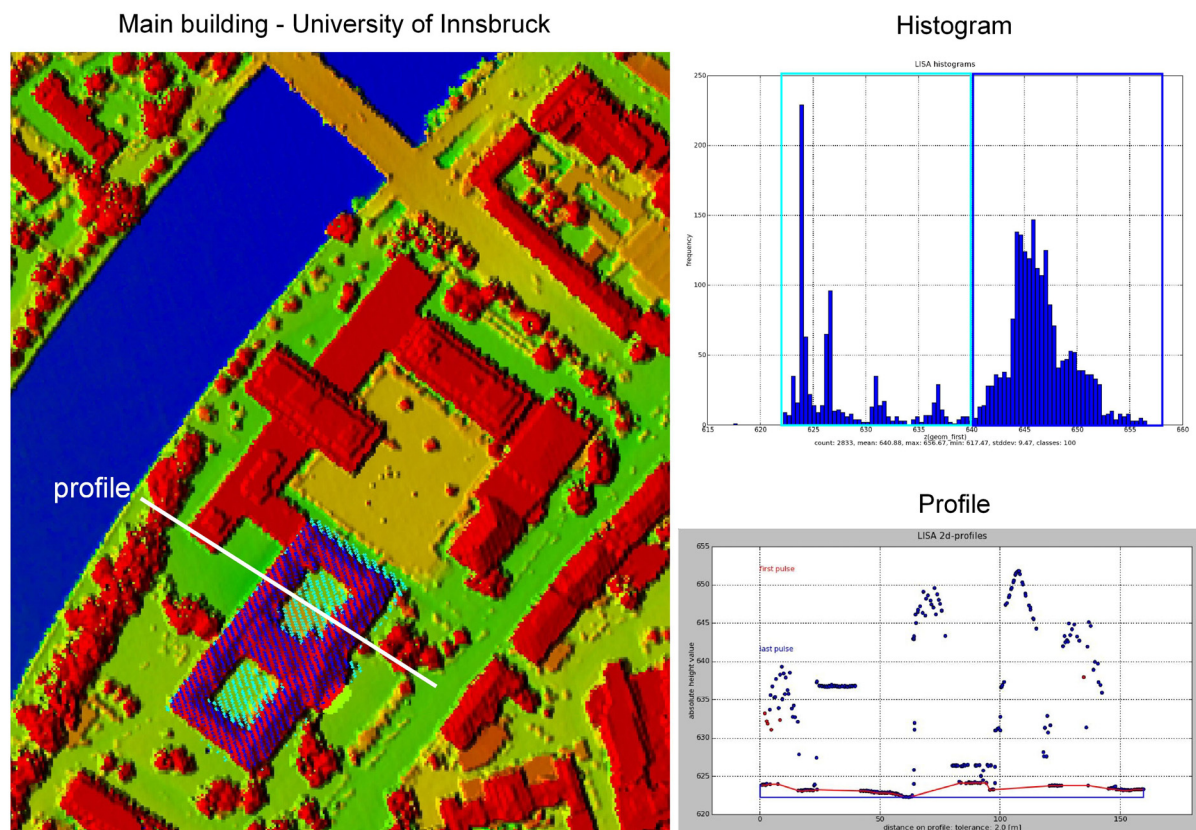 Main building - University of Innsbruck
profile
Histogram
LISA histograms
250
200
150
100
50
0
frequency
615 620 625 630 635 640 645 650 655 660
z(geom_first)
count: 2833, mean: 640.88, max: 656.67, min: 617.47, stddev: 9.47, classes: 100
Profile
LISA 2d-profiles
655
650
645
640
635
630
625
620
first pulse
last pulse
absolute height value
0 50 100 150
distance on profile: tolerance: 2.0 [m]